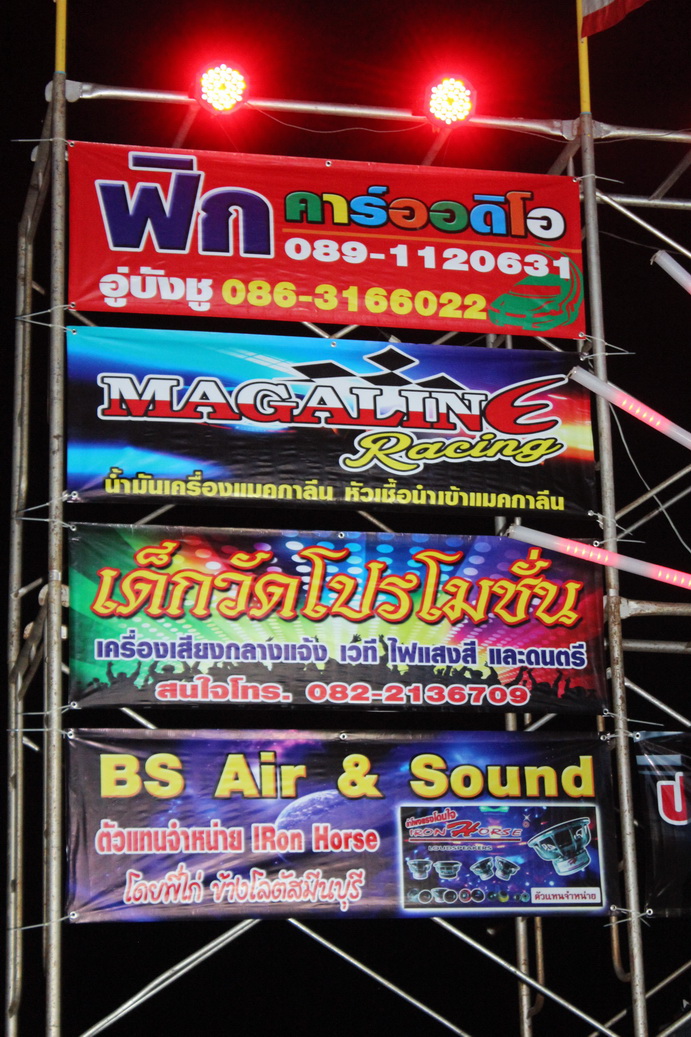 ฟิก คาร์ออดิโอ
089-1120631
อู่บังชู 086-3166022
MAGALINE
Racing
น้ำมันเครื่องแมคกาลีน หัวเชื้อนำเข้าแมคกาลีน
เด็กวัดโปรโมชั่น
เครื่องเสียงกลางแจ้ง เวที ไฟแสงสี และดนตรี
สนใจโทร. 082-2136709
BS Air & Sound
ตัวแทนจำหน่าย IRon Horse
โดยพี่ไก่ ข้างโลตัสมีนบุรี
IRON HORSE
LOUDSPEAKERS
ตัวแทนจำหน่าย